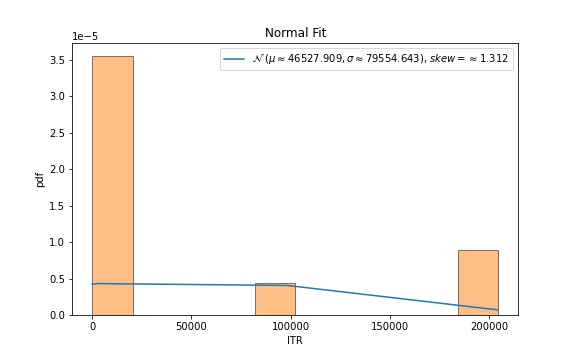 Normal Fit
1e−5
𝒩 (μ ≈ 46527.909, σ ≈ 79554.643), skew =≈ 1.312
3.5
3.0
2.5
2.0
1.5
1.0
0.5
0.0
pdf
0 50000 100000 150000 200000
ITR